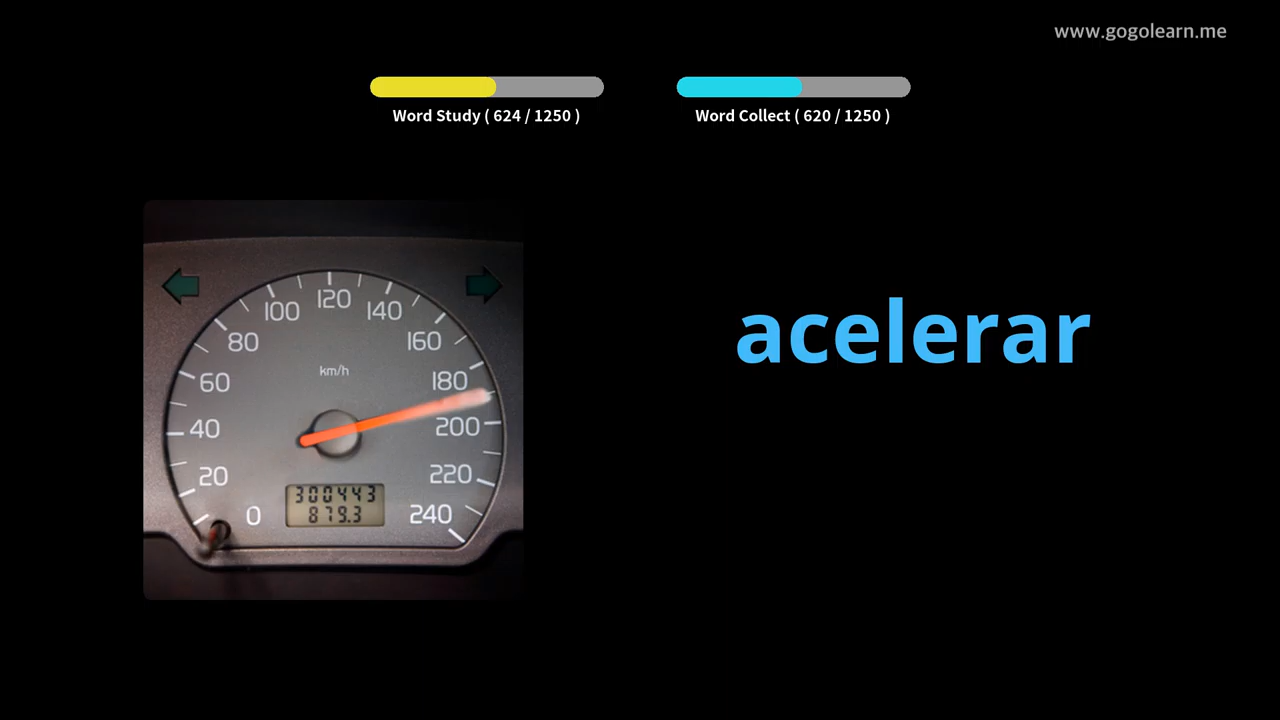 www.gogolearn.me
Word Study ( 624 / 1250 )
Word Collect ( 620 / 1250 )
acelerar
120
100 140
80 160
km/h
60 180
40 200
20 220
300443
0 240
879.3